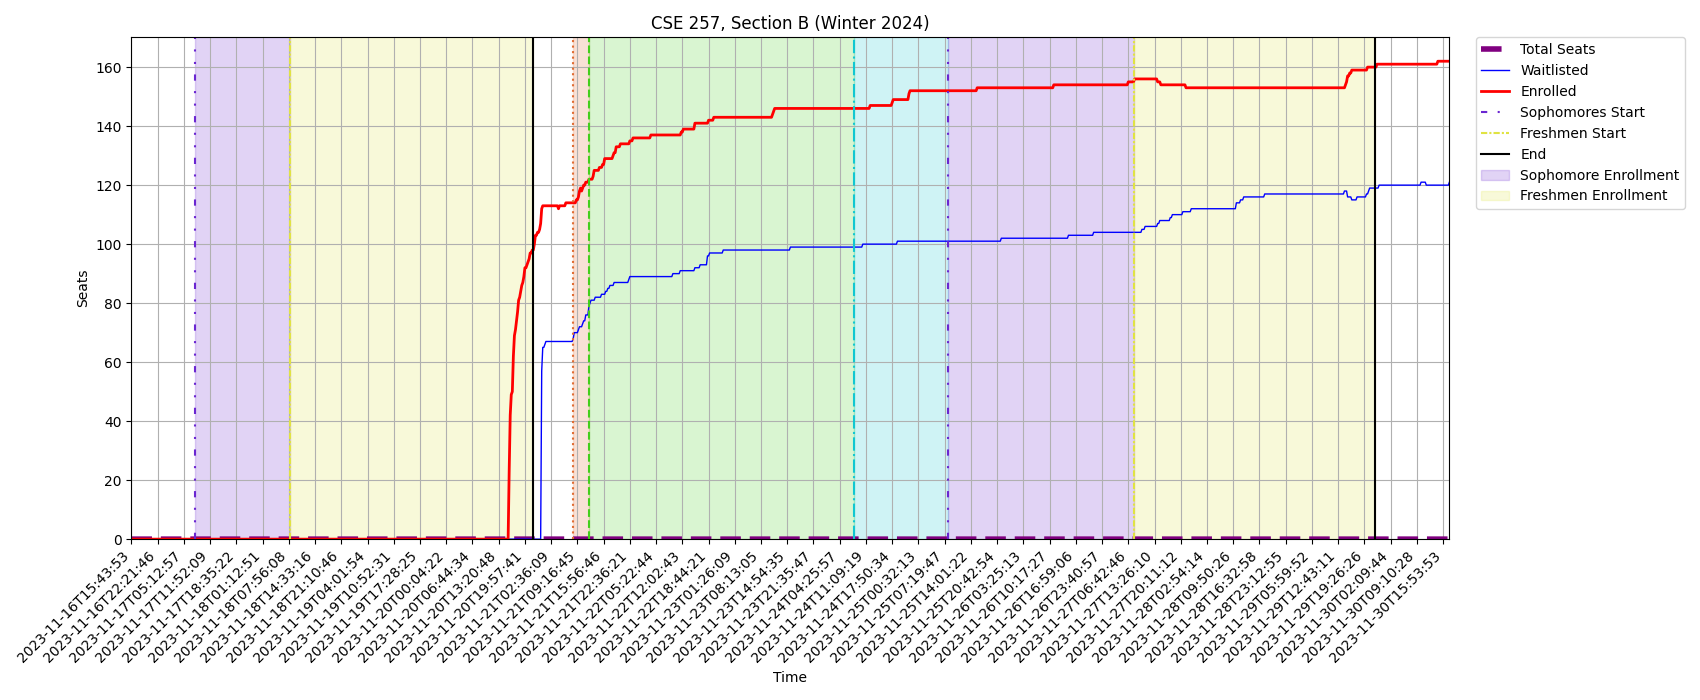 CSE 257, Section B (Winter 2024)
Total Seats
Waitlisted
Enrolled
Sophomores Start
Freshmen Start
End
Sophomore Enrollment
Freshmen Enrollment
Seats
160
140
120
100
80
60
40
20
0
2023-11-16T15:43:53
2023-11-16T22:21:46
2023-11-17T05:12:57
2023-11-17T11:52:09
2023-11-17T18:35:22
2023-11-18T01:12:51
2023-11-18T07:56:08
2023-11-18T14:33:16
2023-11-18T21:10:46
2023-11-19T04:01:54
2023-11-19T10:52:31
2023-11-19T17:28:25
2023-11-20T00:04:22
2023-11-20T06:44:34
2023-11-20T13:20:48
2023-11-20T19:57:41
2023-11-21T02:36:09
2023-11-21T09:16:45
2023-11-21T15:56:46
2023-11-21T22:36:21
2023-11-22T05:22:44
2023-11-22T12:02:43
2023-11-22T18:44:21
2023-11-23T01:26:09
2023-11-23T08:13:05
2023-11-23T14:54:35
2023-11-23T21:35:47
2023-11-24T04:25:57
2023-11-24T11:09:19
2023-11-24T17:50:34
2023-11-25T00:32:13
2023-11-25T07:19:47
2023-11-25T14:01:22
2023-11-25T20:42:54
2023-11-26T03:25:13
2023-11-26T10:17:27
2023-11-26T16:59:06
2023-11-26T23:40:57
2023-11-27T06:42:46
2023-11-27T13:26:10
2023-11-27T20:11:12
2023-11-28T02:54:14
2023-11-28T09:50:26
2023-11-28T16:32:58
2023-11-28T23:12:55
2023-11-29T05:59:52
2023-11-29T12:43:11
2023-11-29T19:26:26
2023-11-30T02:09:44
2023-11-30T09:10:28
2023-11-30T15:53:53
Time